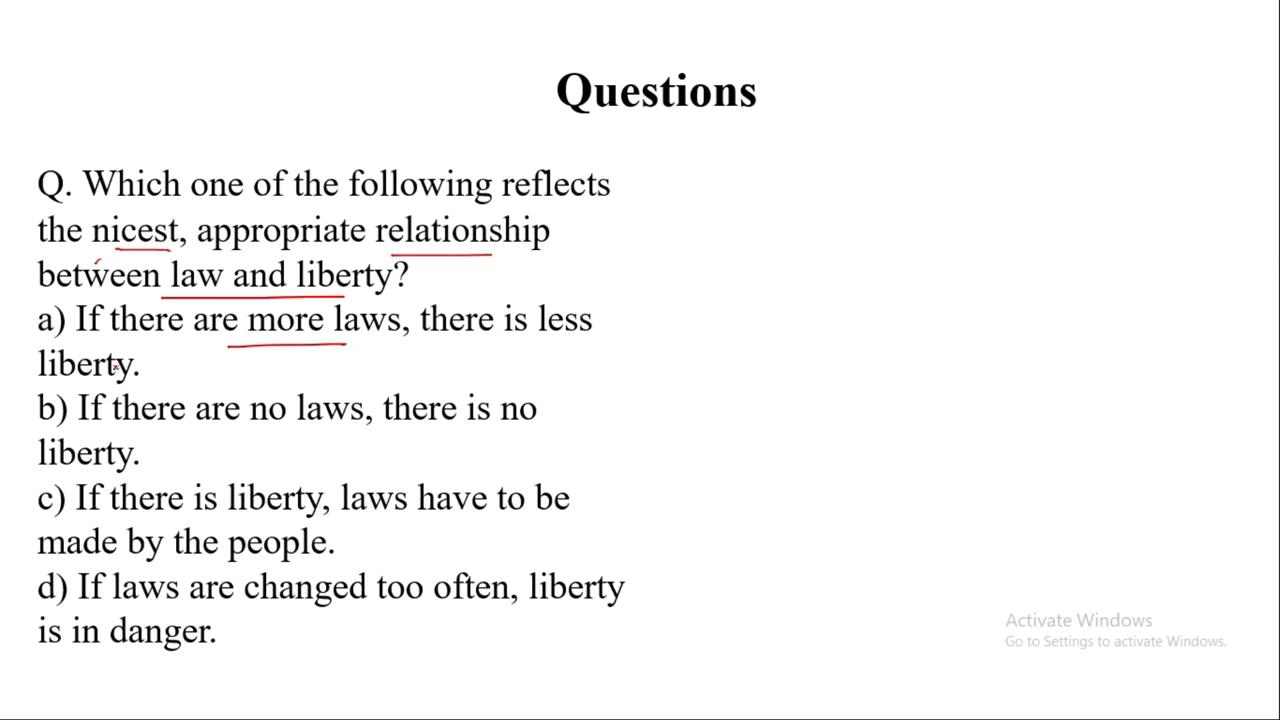 Questions
Q. Which one of the following reflects
the nicest, appropriate relationship
between law and liberty?
a) If there are more laws, there is less
liberty.
b) If there are no laws, there is no
liberty.
c) If there is liberty, laws have to be
made by the people.
d) If laws are changed too often, liberty
is in danger.
Activate Windows
Go to Settings to activate Windows.